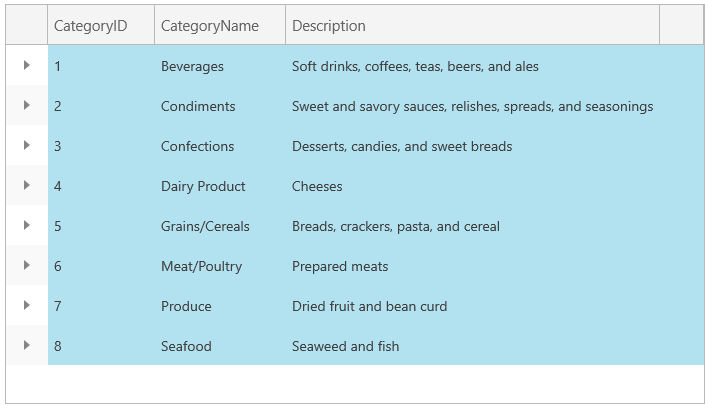 CategoryID CategoryName Description
1 Beverages Soft drinks, coffees, teas, beers, and ales
2 Condiments Sweet and savory sauces, relishes, spreads, and seasonings
3 Confections Desserts, candies, and sweet breads
4 Dairy Product Cheeses
5 Grains/Cereals Breads, crackers, pasta, and cereal
6 Meat/Poultry Prepared meats
7 Produce Dried fruit and bean curd
8 Seafood Seaweed and fish